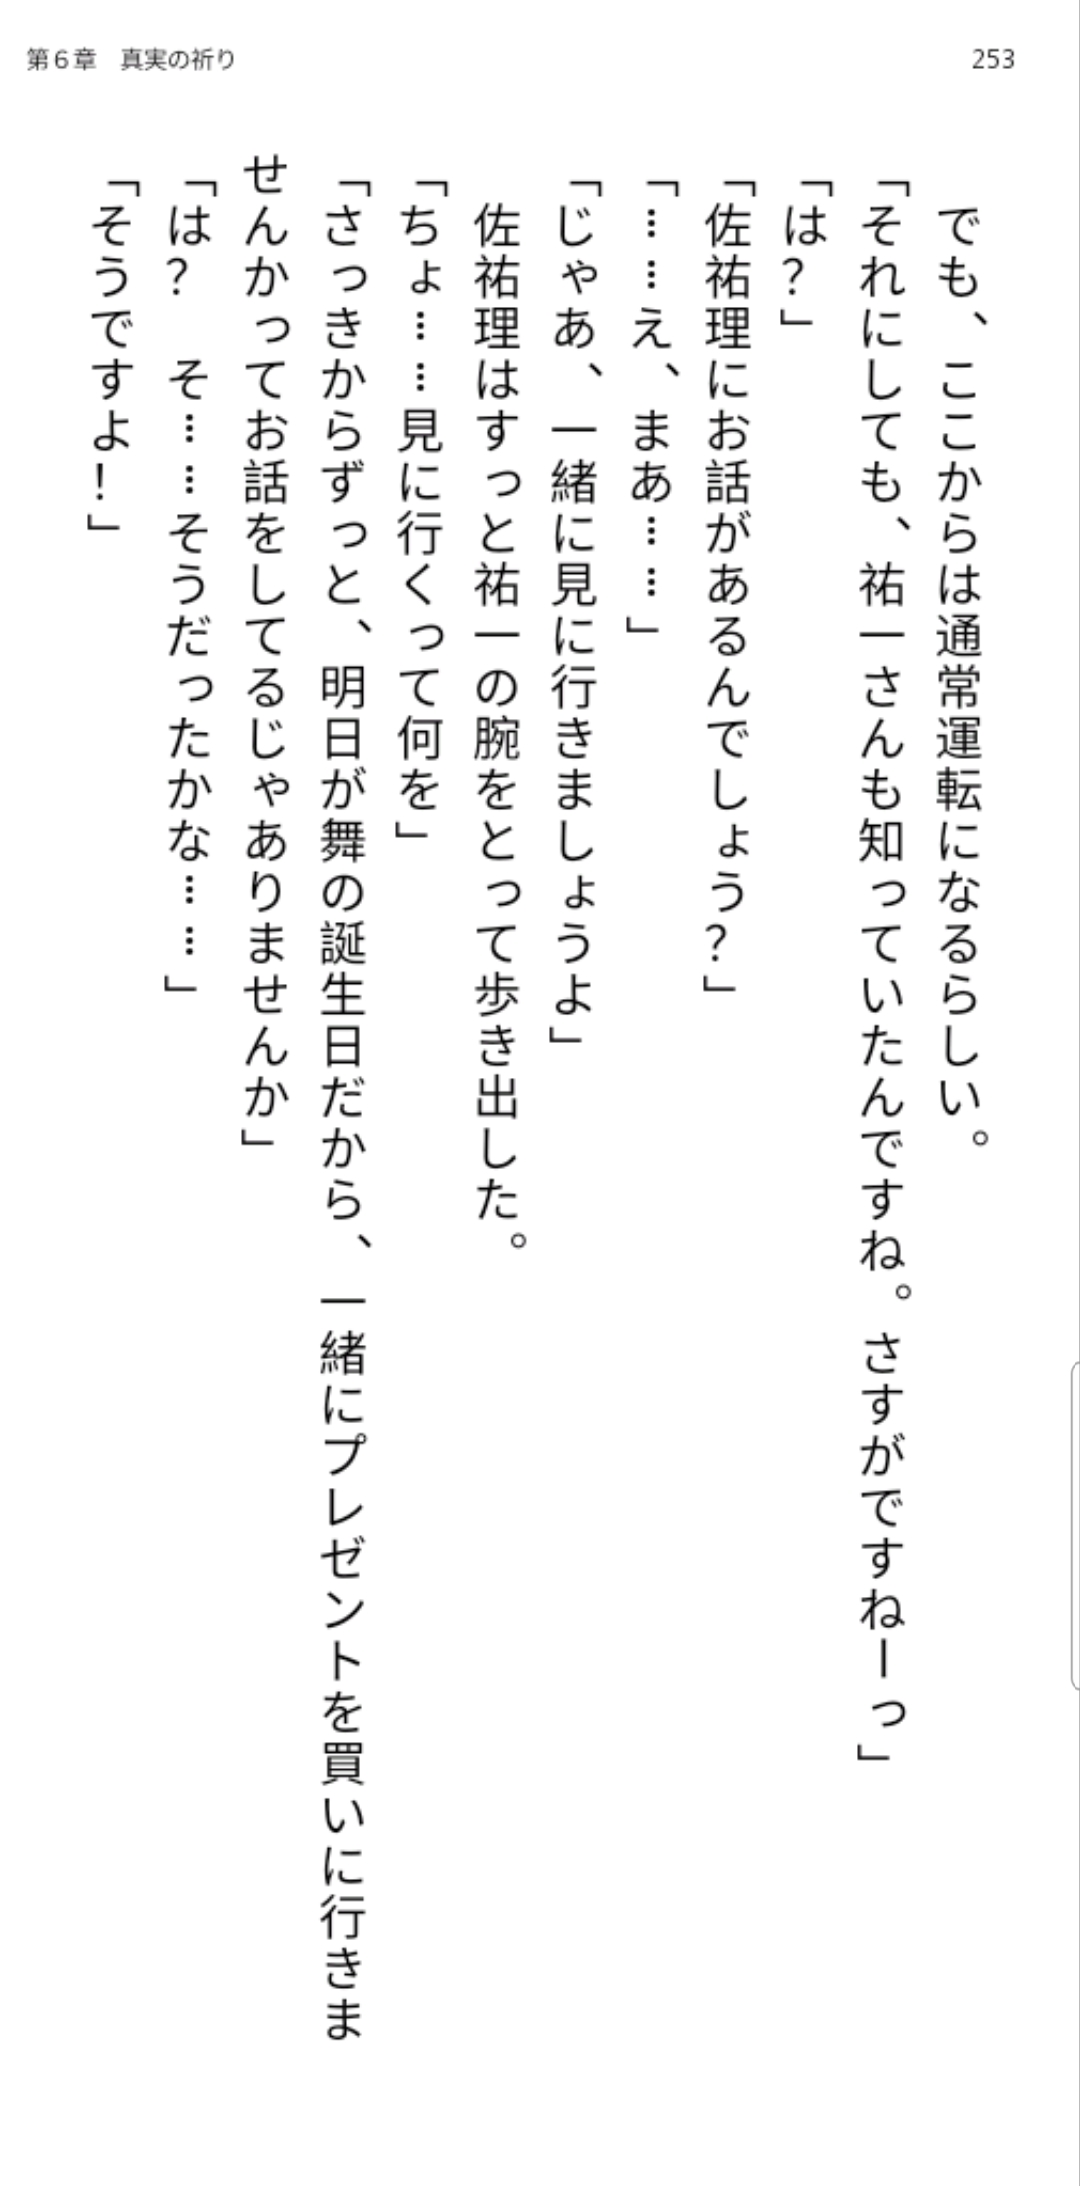 第６章　真実の祈り
253
　でも、ここからは通常運転になるらしい。
「それにしても、祐一さんも知っていたんですね。さすがですねーっ」
「は？」
「佐祐理にお話があるんでしょう？」
「……え、まあ……」
「じゃあ、一緒に見に行きましょうよ」
　佐祐理はすっと祐一の腕をとって歩き出した。
「ちょ……見に行くって何を」
「さっきからずっと、明日が舞の誕生日だから、一緒にプレゼントを買いに行きま
せんかってお話をしてるじゃありませんか」
「は？　そ……そうだったかな……」
「そうですよ！」